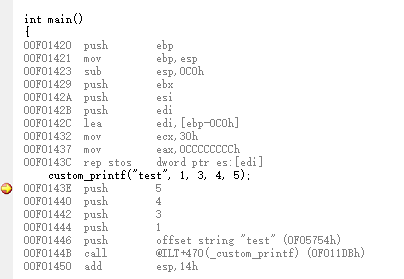 int main()
{
00F01420 push ebp
00F01421 mov ebp,esp
00F01423 sub esp,0C0h
00F01429 push ebx
00F0142A push esi
00F0142B push edi
00F0142C lea edi,[ebp-0C0h]
00F01432 mov ecx,30h
00F01437 mov eax,0CCCCCCCCh
00F0143C rep stos dword ptr es:[edi]
custom_printf("test", 1, 3, 4, 5);
00F0143E push 5
00F01440 push 4
00F01442 push 3
00F01444 push 1
00F01446 push offset string "test" (0F05754h)
00F0144B call @ILT+470(_custom_printf) (0F011DBh)
00F01450 add esp,14h